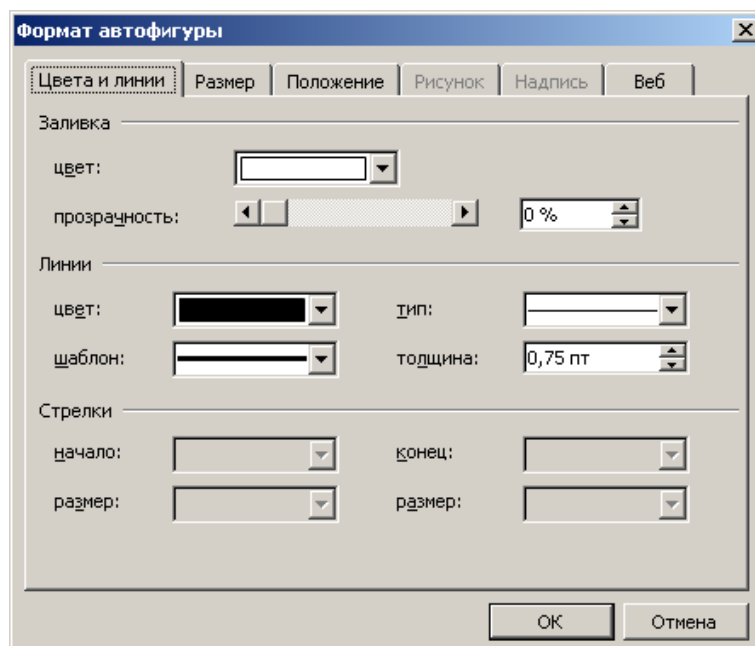 Формат автофигуры
Цвета и линии Размер Положение Рисунок Надпись Веб
Заливка
цвет:
прозрачность: 0 %
Линии
цвет: тип:
шаблон: толщина: 0,75 пт
Стрелки
начало: конец:
размер: размер:
ОК Отмена